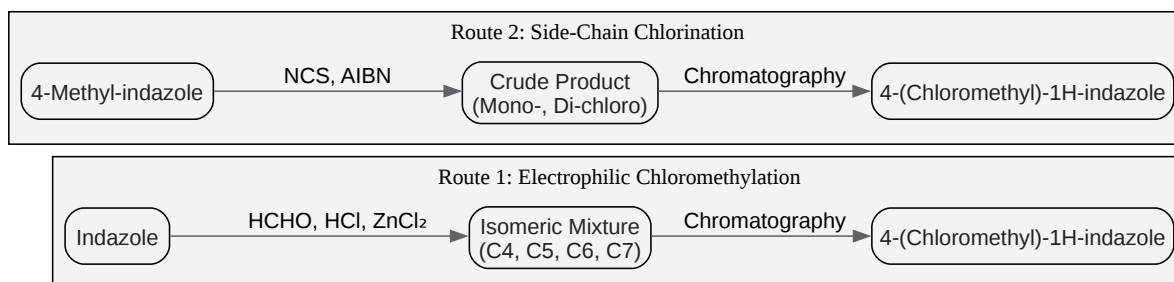 Route 2: Side-Chain Chlorination
4-Methyl-indazole
NCS, AIBN
Crude Product
(Mono-, Di-chloro)
Chromatography
4-(Chloromethyl)-1H-indazole
Route 1: Electrophilic Chloromethylation
Indazole
HCHO, HCl, ZnCl₂
Isomeric Mixture
(C4, C5, C6, C7)
Chromatography
4-(Chloromethyl)-1H-indazole